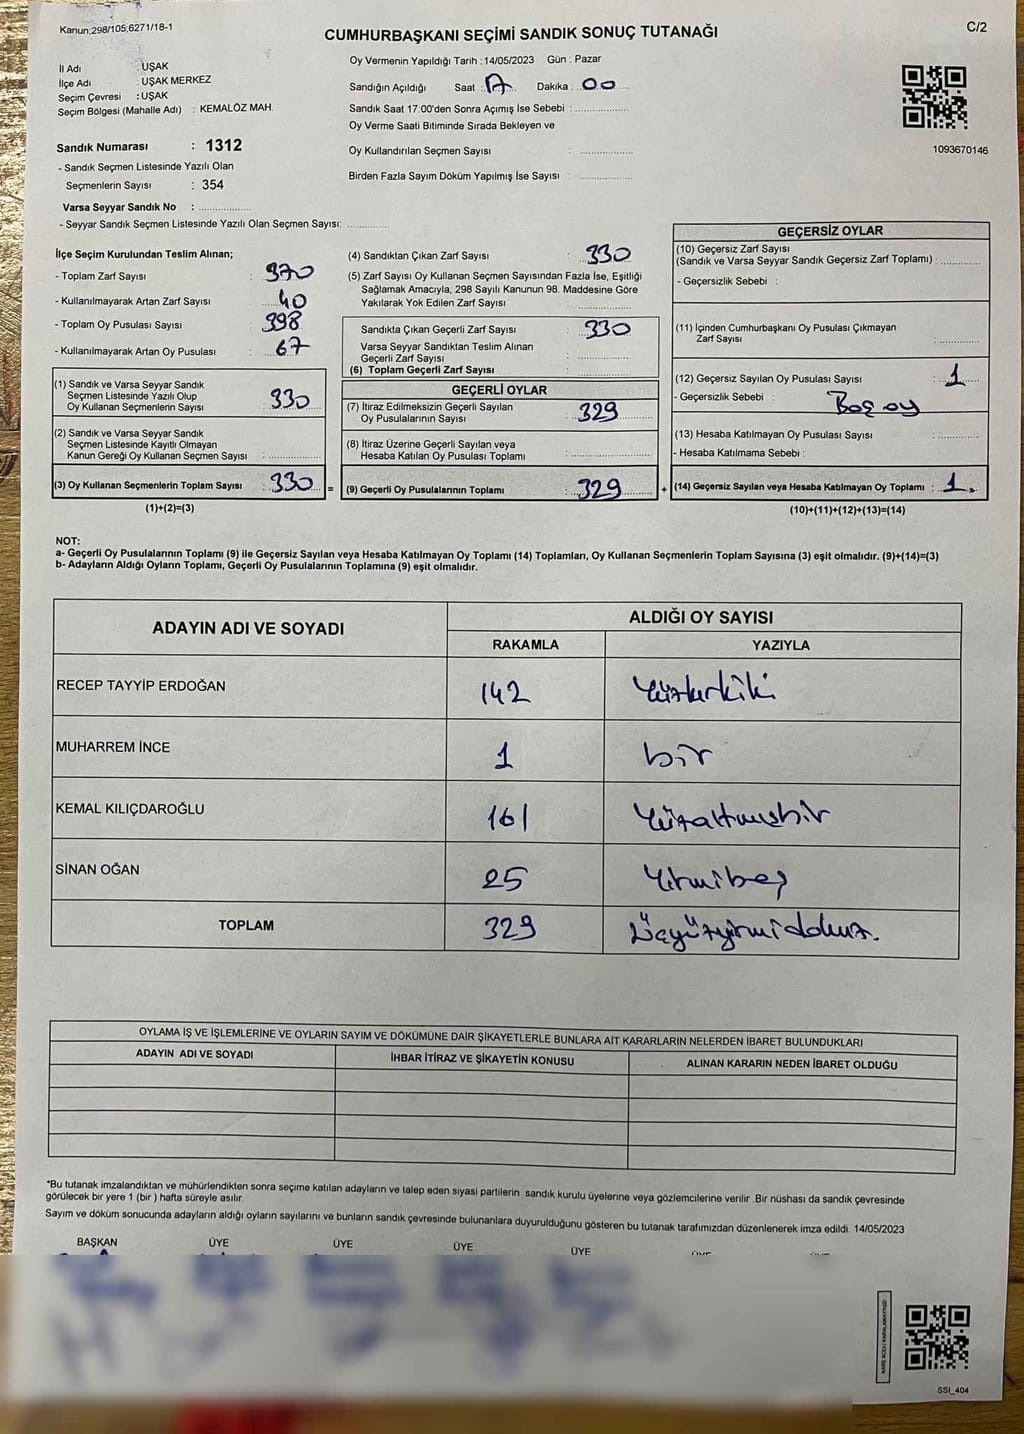 Kanun;298/105;6271/18-1
CUMHURBAŞKANI SEÇİMİ SANDIK SONUÇ TUTANAĞI
C/2
İl Adı : UŞAK
İlçe Adı : UŞAK MERKEZ
Seçim Çevresi : UŞAK
Seçim Bölgesi (Mahalle Adı) : KEMALÖZ MAH.
Sandık Numarası : 1312
- Sandık Seçmen Listesinde Yazılı Olan
Seçmenlerin Sayısı : 354
Varsa Seyyar Sandık No : ................
- Seyyar Sandık Seçmen Listesinde Yazılı Olan Seçmen Sayısı: .............
Oy Vermenin Yapıldığı Tarih : 14/05/2023 Gün : Pazar
Sandığın Açıldığı Saat : 17 Dakika : 00
Sandık Saat 17:00'den Sonra Açımış İse Sebebi : ................
Oy Verme Saati Bitiminde Sırada Bekleyen ve
Oy Kullandırılan Seçmen Sayısı : ................
Birden Fazla Sayım Döküm Yapılmış İse Sayısı : ................
1093670146
İlçe Seçim Kurulundan Teslim Alınan;
- Toplam Zarf Sayısı : 370
- Kullanılmayarak Artan Zarf Sayısı : 40
- Toplam Oy Pusulası Sayısı : 398
- Kullanılmayarak Artan Oy Pusulası : 67
(1) Sandık ve Varsa Seyyar Sandık
Seçmen Listesinde Yazılı Olup
Oy Kullanan Seçmenlerin Sayısı : 330
(2) Sandık ve Varsa Seyyar Sandık
Seçmen Listesinde Kayıtlı Olmayan
Kanun Gereği Oy Kullanan Seçmen Sayısı : ................
(3) Oy Kullanan Seçmenlerin Toplam Sayısı : 330 =
(1)+(2)=(3)
(4) Sandıktan Çıkan Zarf Sayısı : 330
(5) Zarf Sayısı Oy Kullanan Seçmen Sayısından Fazla İse, Eşitliği
Sağlamak Amacıyla, 298 Sayılı Kanunun 98. Maddesine Göre
Yakılarak Yok Edilen Zarf Sayısı : ................
Sandıkta Çıkan Geçerli Zarf Sayısı : 330
Varsa Seyyar Sandıktan Teslim Alınan
Geçerli Zarf Sayısı : ................
(6) Toplam Geçerli Zarf Sayısı : ................
GEÇERLİ OYLAR
(7) İtiraz Edilmeksizin Geçerli Sayılan
Oy Pusulalarının Sayısı : 329
(8) İtiraz Üzerine Geçerli Sayılan veya
Hesaba Katılan Oy Pusulası Toplamı : ................
(9) Geçerli Oy Pusulalarının Toplamı : 329 +
GEÇERSİZ OYLAR
(10) Geçersiz Zarf Sayısı
(Sandık ve Varsa Seyyar Sandık Geçersiz Zarf Toplamı) : ............
- Geçersizlik Sebebi :
(11) İçinden Cumhurbaşkanı Oy Pusulası Çıkmayan
Zarf Sayısı : ............
(12) Geçersiz Sayılan Oy Pusulası Sayısı : 1
- Geçersizlik Sebebi : Boş oy
(13) Hesaba Katılmayan Oy Pusulası Sayısı : ............
- Hesaba Katılmama Sebebi :
(14) Geçersiz Sayılan veya Hesaba Katılmayan Oy Toplamı : 1.
(10)+(11)+(12)+(13)=(14)
NOT:
a- Geçerli Oy Pusulalarının Toplamı (9) ile Geçersiz Sayılan veya Hesaba Katılmayan Oy Toplamı (14) Toplamları, Oy Kullanan Seçmenlerin Toplam Sayısına (3) eşit olmalıdır. (9)+(14)=(3)
b- Adayların Aldığı Oyların Toplamı, Geçerli Oy Pusulalarının Toplamına (9) eşit olmalıdır.
ADAYIN ADI VE SOYADI
ALDIĞI OY SAYISI
RAKAMLA
YAZIYLA
RECEP TAYYİP ERDOĞAN 142 Yüzkırkiki
MUHARREM İNCE 1 bir
KEMAL KILIÇDAROĞLU 161 Yüzaltmışbir
SİNAN OĞAN 25 Yirmibeş
TOPLAM 329 Üçyüzyirmidokuz.
OYLAMA İŞ VE İŞLEMLERİNE VE OYLARIN SAYIM VE DÖKÜMÜNE DAİR ŞİKAYETLERLE BUNLARA AİT KARARLARIN NELERDEN İBARET BULUNDUKLARI
ADAYIN ADI VE SOYADI
İHBAR İTİRAZ VE ŞİKAYETİN KONUSU
ALINAN KARARIN NEDEN İBARET OLDUĞU
*Bu tutanak imzalandıktan ve mühürlendikten sonra seçime katılan adayların ve talep eden siyasi partilerin sandık kurulu üyelerine veya gözlemcilerine verilir .Bir nüshası da sandık çevresinde
görülecek bir yere 1 (bir ) hafta süreyle asılır.
Sayım ve döküm sonucunda adayların aldığı oyların sayılarını ve bunların sandık çevresinde bulunanlara duyurulduğunu gösteren bu tutanak tarafımızdan düzenlenerek imza edildi. 14/05/2023
BAŞKAN ÜYE ÜYE ÜYE ÜYE
KARE KODU KARALAMAYINIZ!
SSI_404